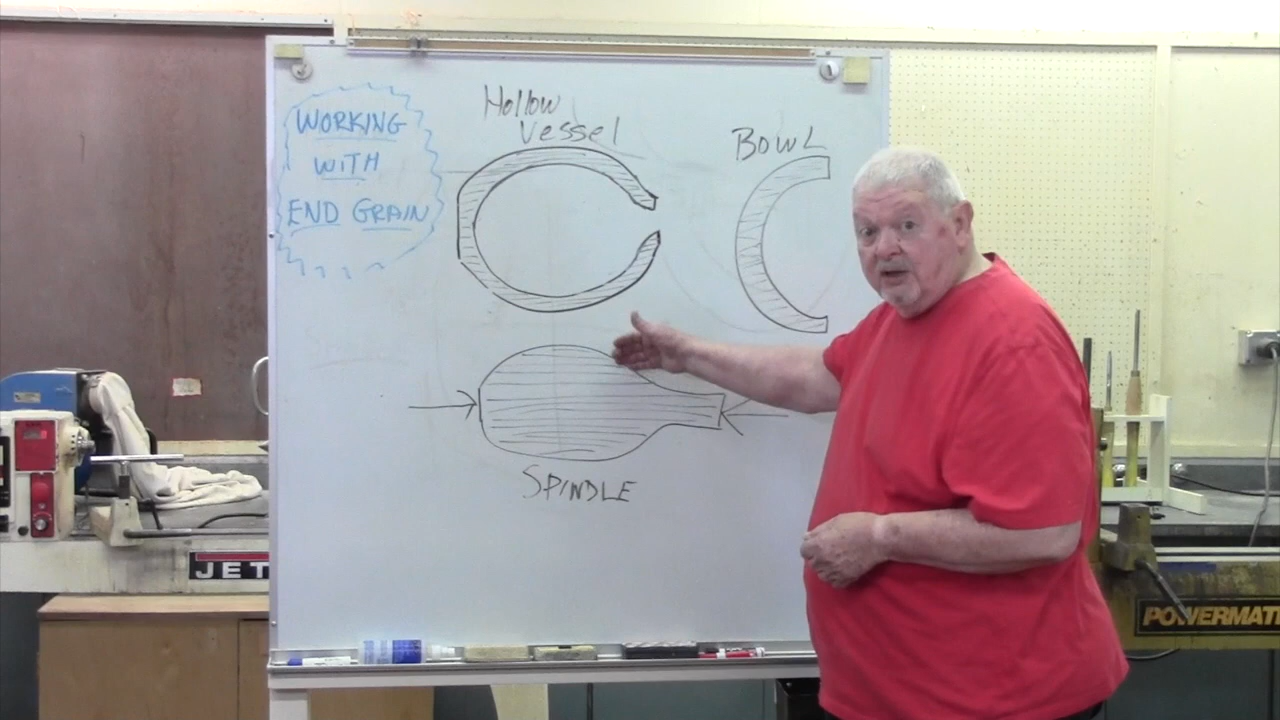 WORKING
WITH
END GRAIN
Hollow
Vessel
BOWL
SPINDLE
JET
POWERMATI